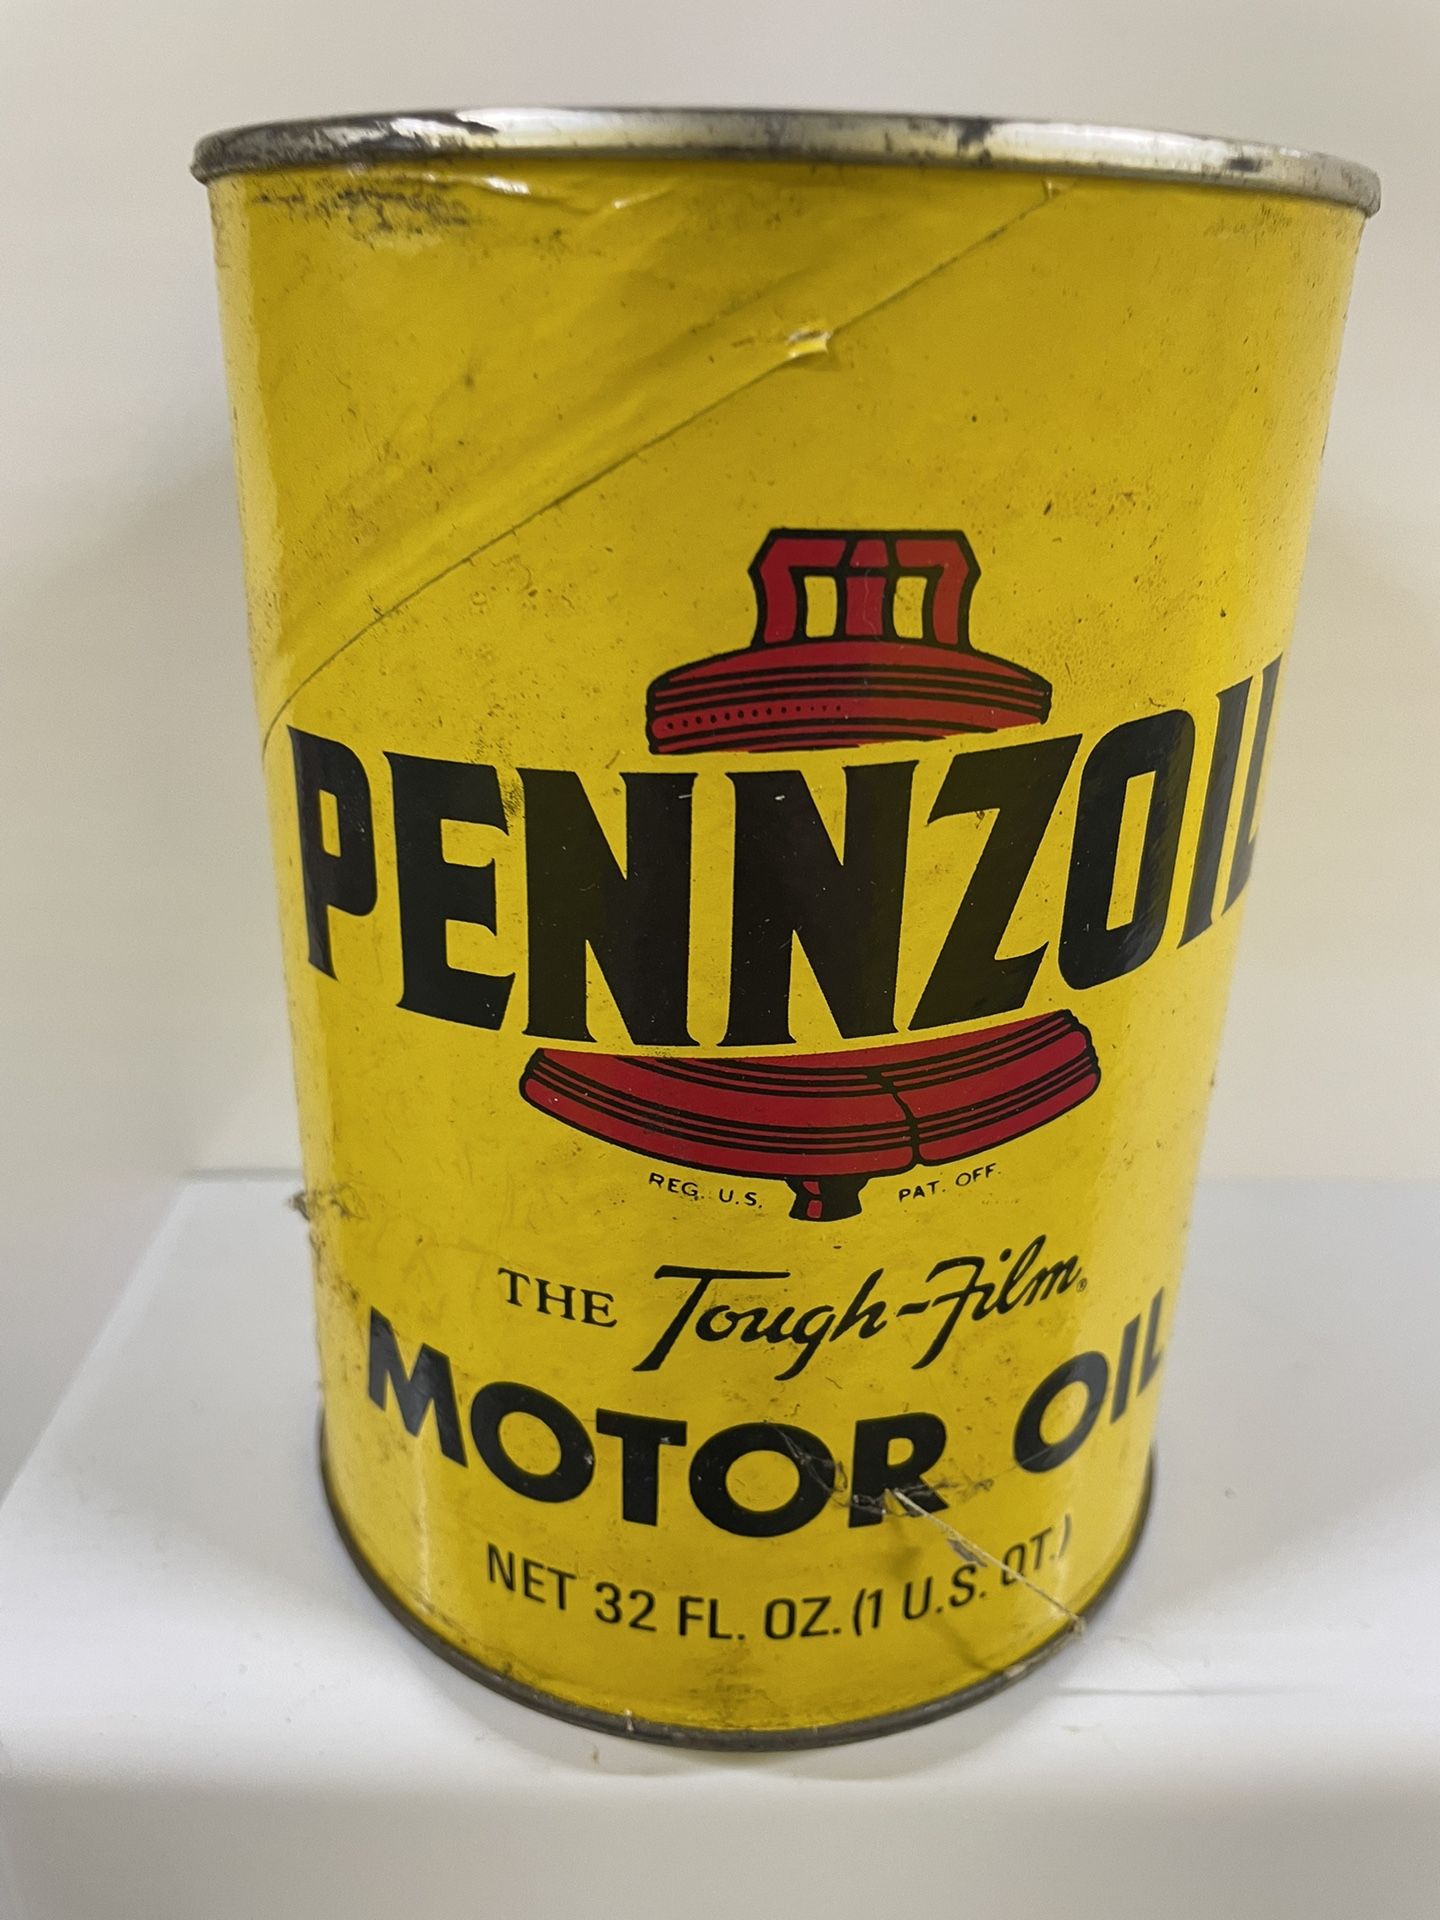 PENNZOIL
REG. U.S. PAT. OFF.
THE Tough-Film®
MOTOR OIL
NET 32 FL. OZ. (1 U.S. QT.)